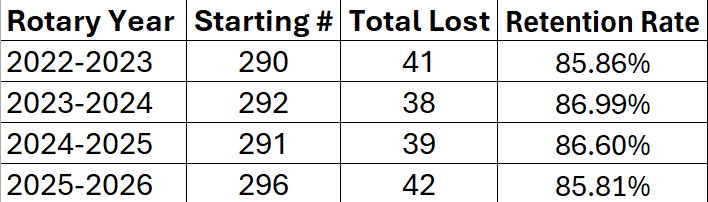 Rotary Year Starting # Total Lost Retention Rate
2022-2023 290 41 85.86%
2023-2024 292 38 86.99%
2024-2025 291 39 86.60%
2025-2026 296 42 85.81%